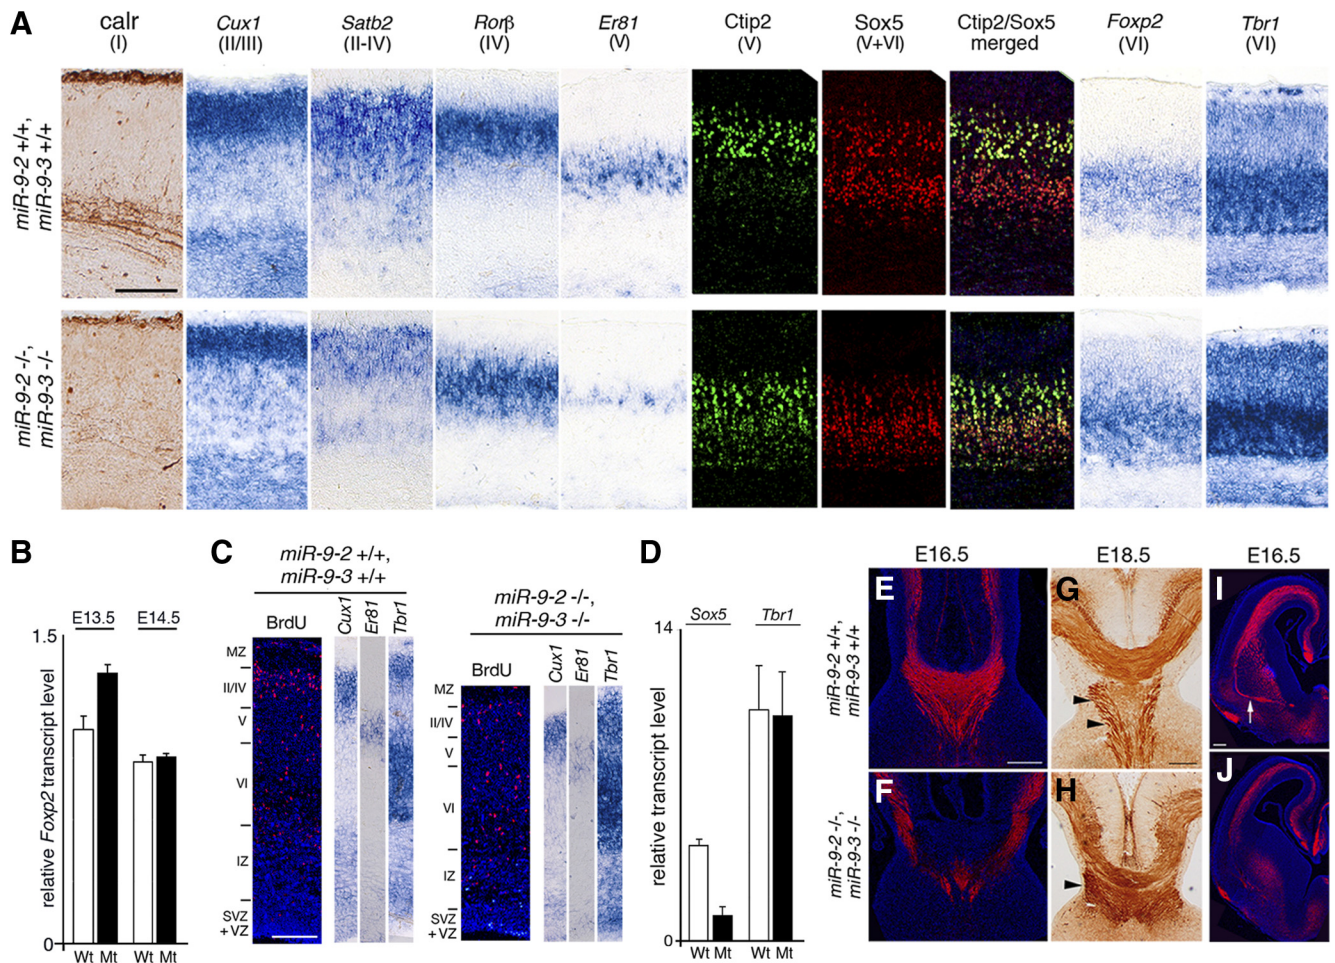 A
calr
(I)
Cux1
(II/III)
Satb2
(II-IV)
Rorβ
(IV)
Er81
(V)
Ctip2
(V)
Sox5
(V+VI)
Ctip2/Sox5
merged
Foxp2
(VI)
Tbr1
(VI)
miR-9-2 +/+,
miR-9-3 +/+
miR-9-2 -/-,
miR-9-3 -/-
B
relative Foxp2 transcript level
E13.5
E14.5
1.5
0
Wt Mt
Wt Mt
C
miR-9-2 +/+,
miR-9-3 +/+
BrdU
Cux1
Er81
Tbr1
MZ
II/IV
V
VI
IZ
SVZ
+ VZ
miR-9-2 -/-,
miR-9-3 -/-
BrdU
Cux1
Er81
Tbr1
MZ
II/IV
V
VI
IZ
SVZ
+ VZ
D
relative transcript level
Sox5
Tbr1
14
0
Wt Mt
Wt Mt
E16.5
E18.5
E16.5
miR-9-2 +/+,
miR-9-3 +/+
E
G
I
miR-9-2 -/-,
miR-9-3 -/-
F
H
J